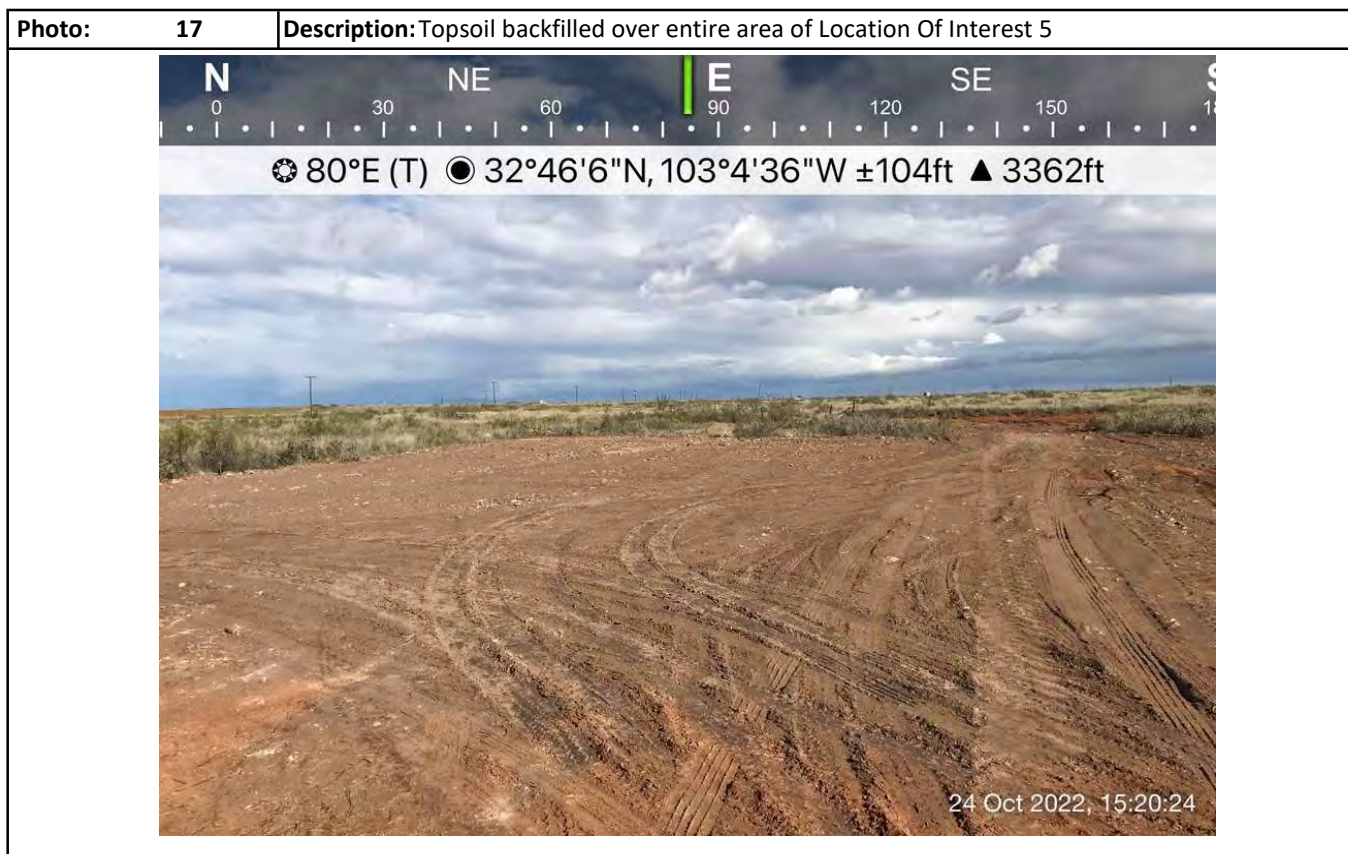 Photo: 17 Description: Topsoil backfilled over entire area of Location Of Interest 5
N NE E SE S
0 30 60 90 120 150
80°E (T) 32°46'6"N, 103°4'36"W ±104ft ▲ 3362ft
24 Oct 2022, 15:20:24